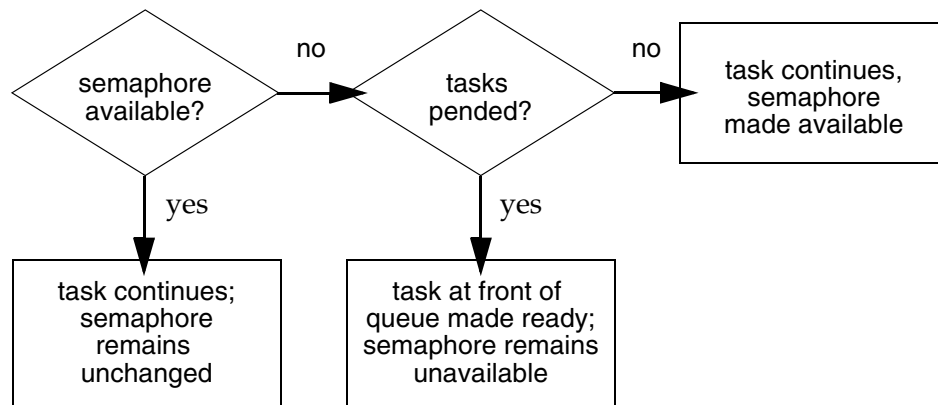 semaphore
available?
no
tasks
pended?
no
task continues,
semaphore
made available
yes
yes
task continues;
semaphore
remains
unchanged
task at front of
queue made ready;
semaphore remains
unavailable